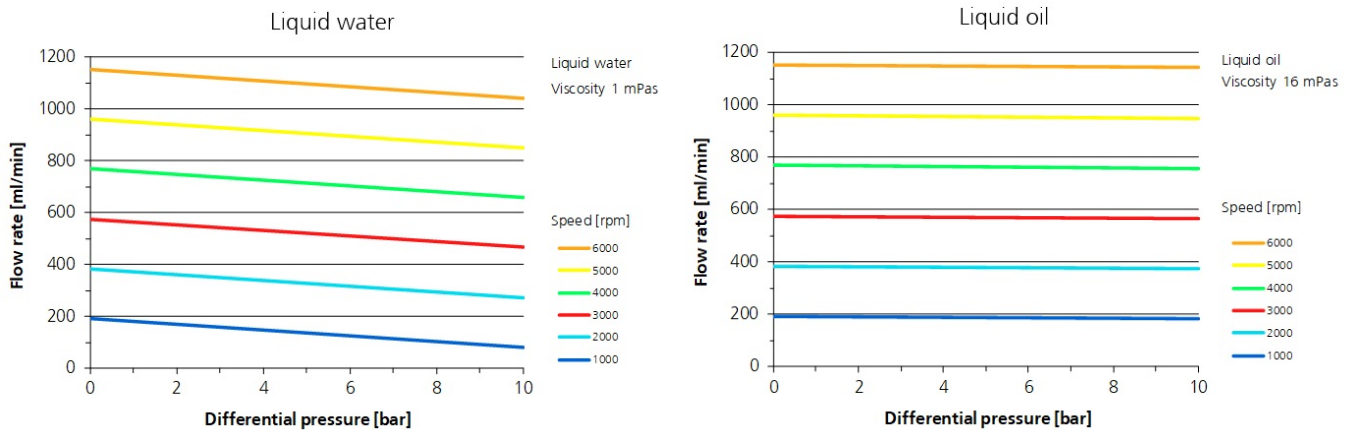 Liquid water
Flow rate [ml/min]
1200
1000
800
600
400
200
0
0 2 4 6 8 10
Differential pressure [bar]
Liquid water
Viscosity 1 mPas
Speed [rpm]
6000
5000
4000
3000
2000
1000
Liquid oil
Flow rate [ml/min]
1200
1000
800
600
400
200
0
0 2 4 6 8 10
Differential pressure [bar]
Liquid oil
Viscosity 16 mPas
Speed [rpm]
6000
5000
4000
3000
2000
1000